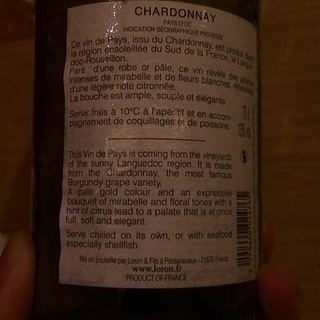 CHARDONNAY
PAYS D'OC
INDICATION GÉOGRAPHIQUE PROTÉGÉE
Ce vin de Pays, issu du Chardonnay, est produit dans
la région ensoleillée du Sud de la France, le Langue-
doc-Roussillon.
Paré d'une robe or pâle, ce vin révèle des arômes
intenses de mirabelle et de fleurs blanches, rehaussés
d'une légère note citronnée.
La bouche est ample, souple et élégante.
Serve frais à 10°C à l'apéritif et en accom-
pagnement de coquillages et de poissons.
75 cl
This Vin de Pays is coming from the vineyards
of the sunny Languedoc region. It is made
from the Chardonnay, the most famous
Burgundy grape variety.
A pale gold colour and an expressive
bouquet of mirabelle and floral tones with a
hint of citrus lead to a palate that is at once
full, soft and elegant.
Serve chilled on its own, or with seafood
especially shellfish.
Mis en bouteille par Loron & Fils à Pontanevaux - 71570 France
www.loron.fr
PRODUCT OF FRANCE